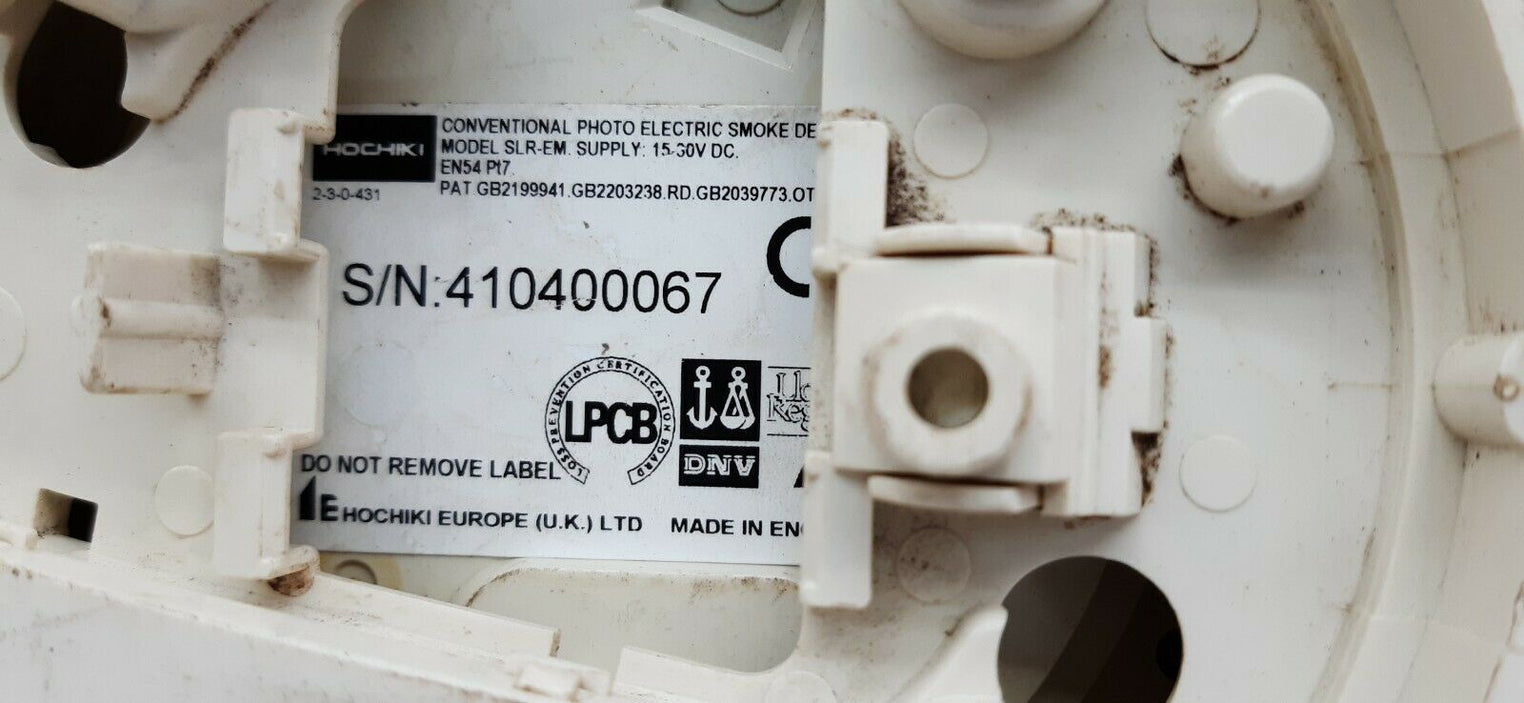 HOCHIKI
2-3-0-431
CONVENTIONAL PHOTO ELECTRIC SMOKE DE
MODEL SLR-EM. SUPPLY: 15-30V DC.
EN54 Pt7.
PAT GB2199941.GB2203238.RD.GB2039773.OT
S/N:410400067
LOSS PREVENTION CERTIFICATION BOARD
LPCB
DNV
DO NOT REMOVE LABEL
HOCHIKI EUROPE (U.K.) LTD MADE IN EN